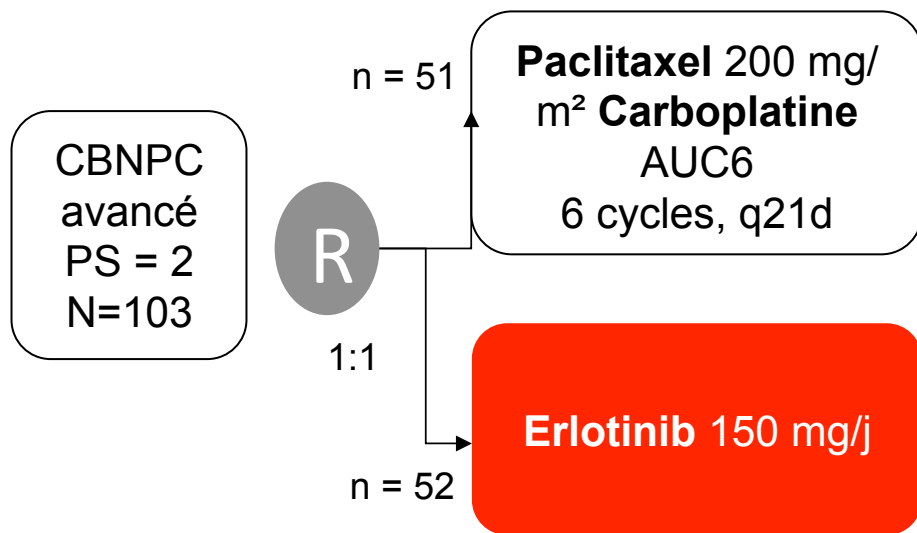 CBNPC
avancé
PS = 2
N=103
R
1:1
n = 51
Paclitaxel 200 mg/
m² Carboplatine
AUC6
6 cycles, q21d
n = 52
Erlotinib 150 mg/j